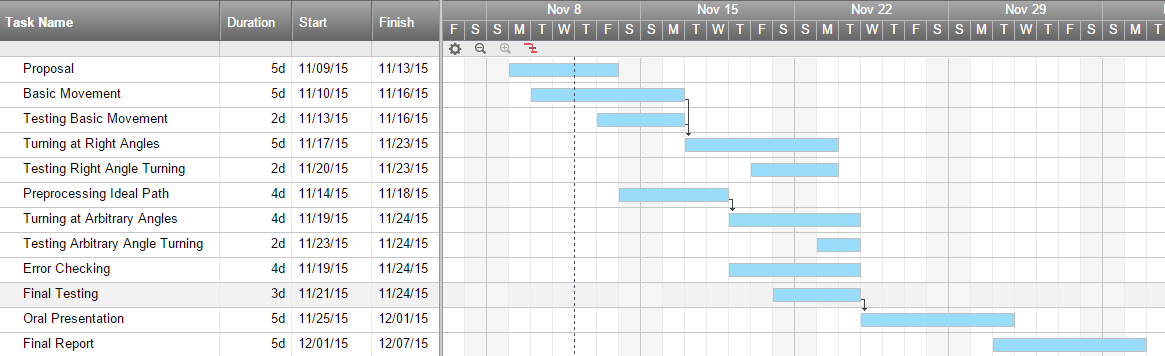 Task Name Duration Start Finish
Nov 8 Nov 15 Nov 22 Nov 29
F S S M T W T F S S M T W T F S S M T W T F S S M T W T F S S M T
Proposal 5d 11/09/15 11/13/15
Basic Movement 5d 11/10/15 11/16/15
Testing Basic Movement 2d 11/13/15 11/16/15
Turning at Right Angles 5d 11/17/15 11/23/15
Testing Right Angle Turning 2d 11/20/15 11/23/15
Preprocessing Ideal Path 4d 11/14/15 11/18/15
Turning at Arbitrary Angles 4d 11/19/15 11/24/15
Testing Arbitrary Angle Turning 2d 11/23/15 11/24/15
Error Checking 4d 11/19/15 11/24/15
Final Testing 3d 11/21/15 11/24/15
Oral Presentation 5d 11/25/15 12/01/15
Final Report 5d 12/01/15 12/07/15